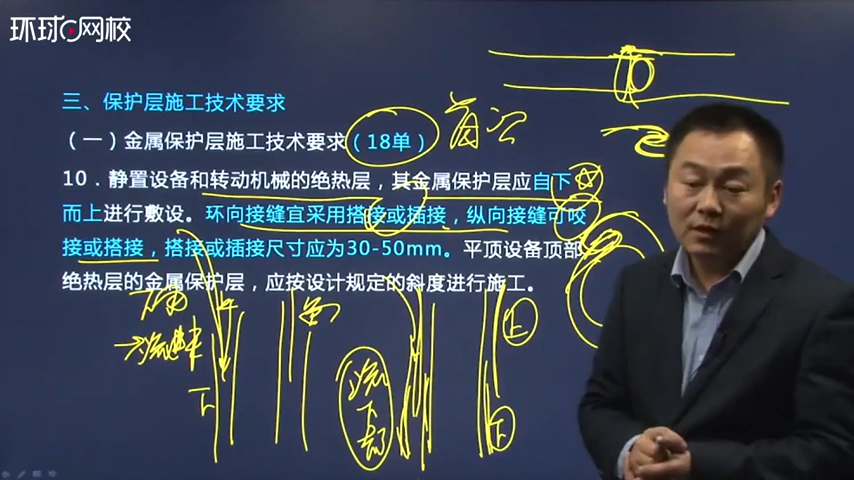 环球网校
三、保护层施工技术要求
（一）金属保护层施工技术要求（18单）
10．静置设备和转动机械的绝热层，其金属保护层应自下
而上进行敷设。环向接缝宜采用搭接或插接，纵向接缝可咬
接或搭接，搭接或插接尺寸应为30-50mm。平顶设备顶部
绝热层的金属保护层，应按设计规定的斜度进行施工。
上
下
下